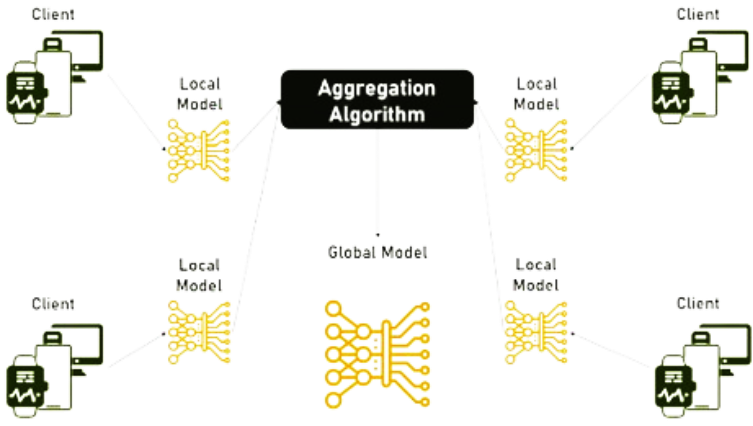 Client
Client
Local
Model
Aggregation
Algorithm
Local
Model
Global Model
Local
Model
Local
Model
Client
Client